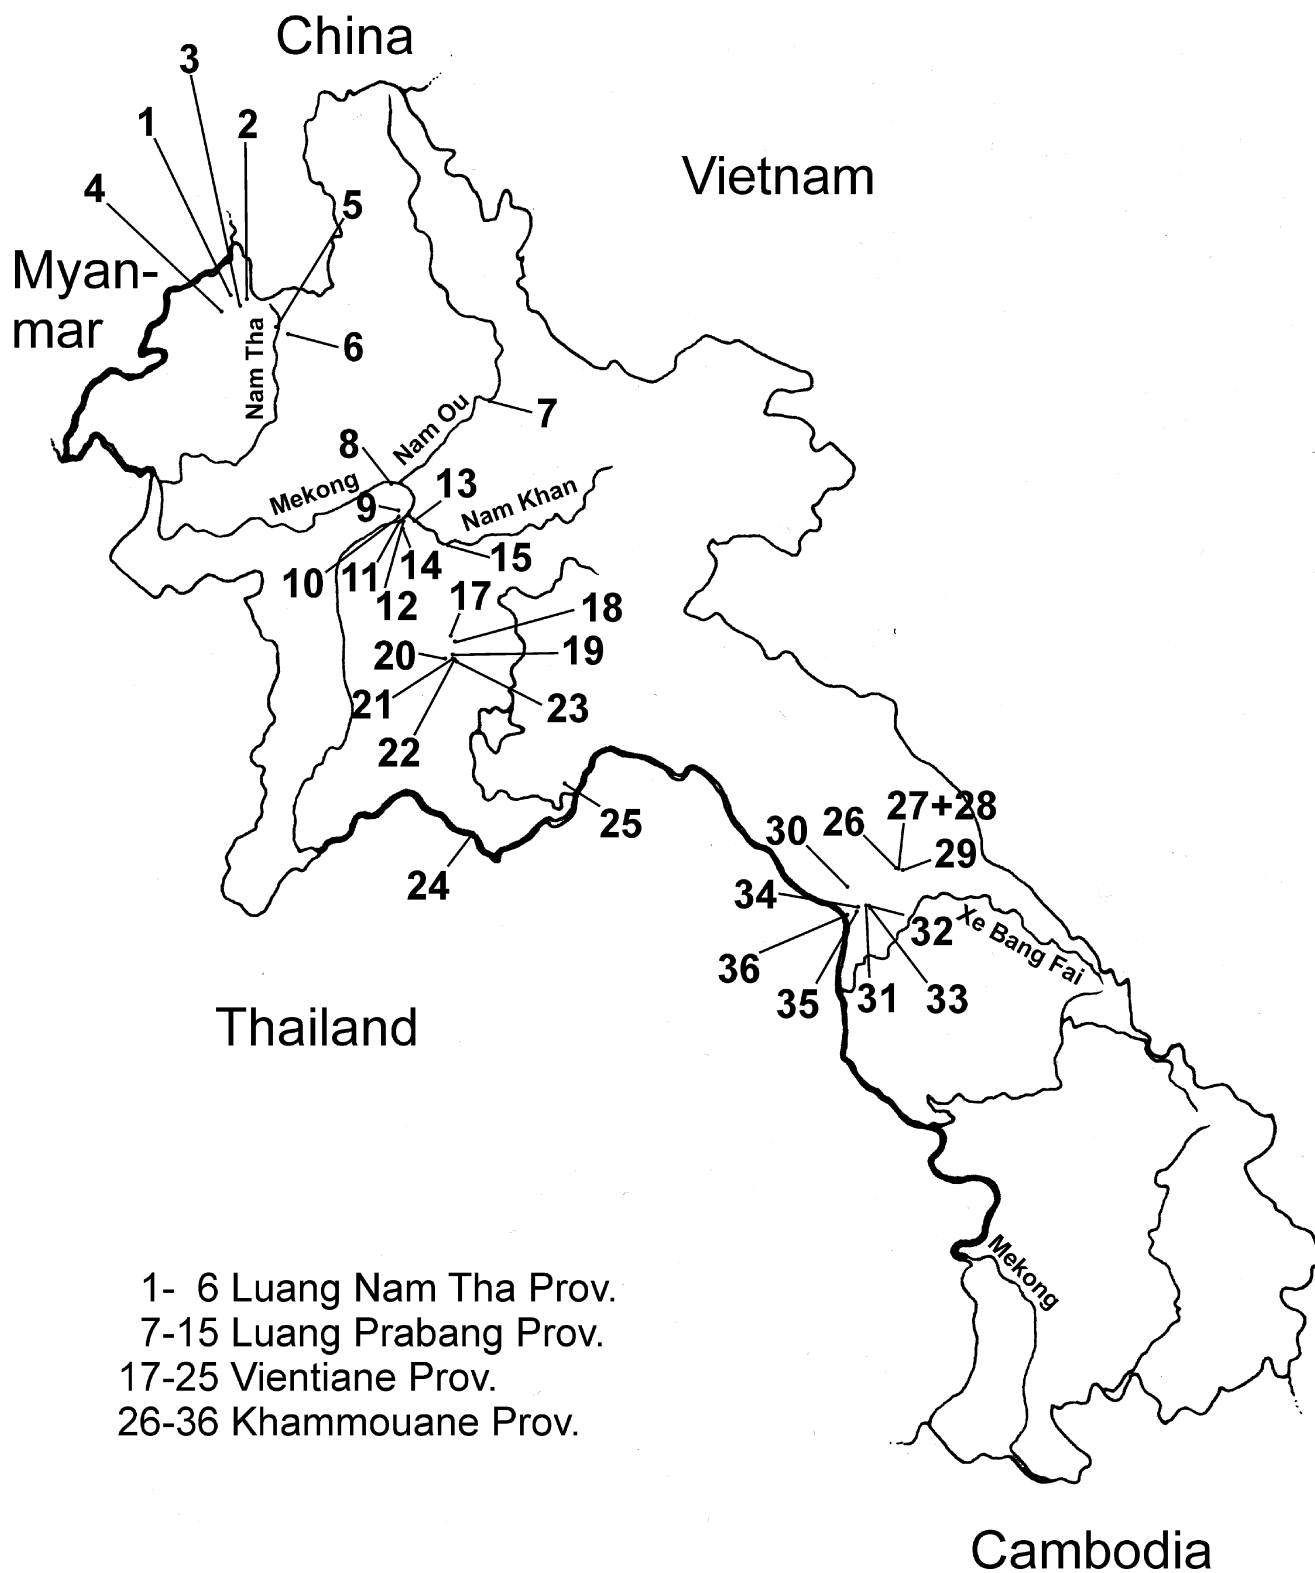 China
3
1
2
Vietnam
4
5
Myan-
mar
Nam Tha
6
7
Nam Ou
8
13
Mekong
9
Nam Khan
15
14
10
11
12
17
18
19
20
21
23
22
25
27+28
26
30
29
24
34
Xe Bang Fai
32
36
35
31
33
Thailand
Mekong
1- 6 Luang Nam Tha Prov.
7-15 Luang Prabang Prov.
17-25 Vientiane Prov.
26-36 Khammouane Prov.
Cambodia